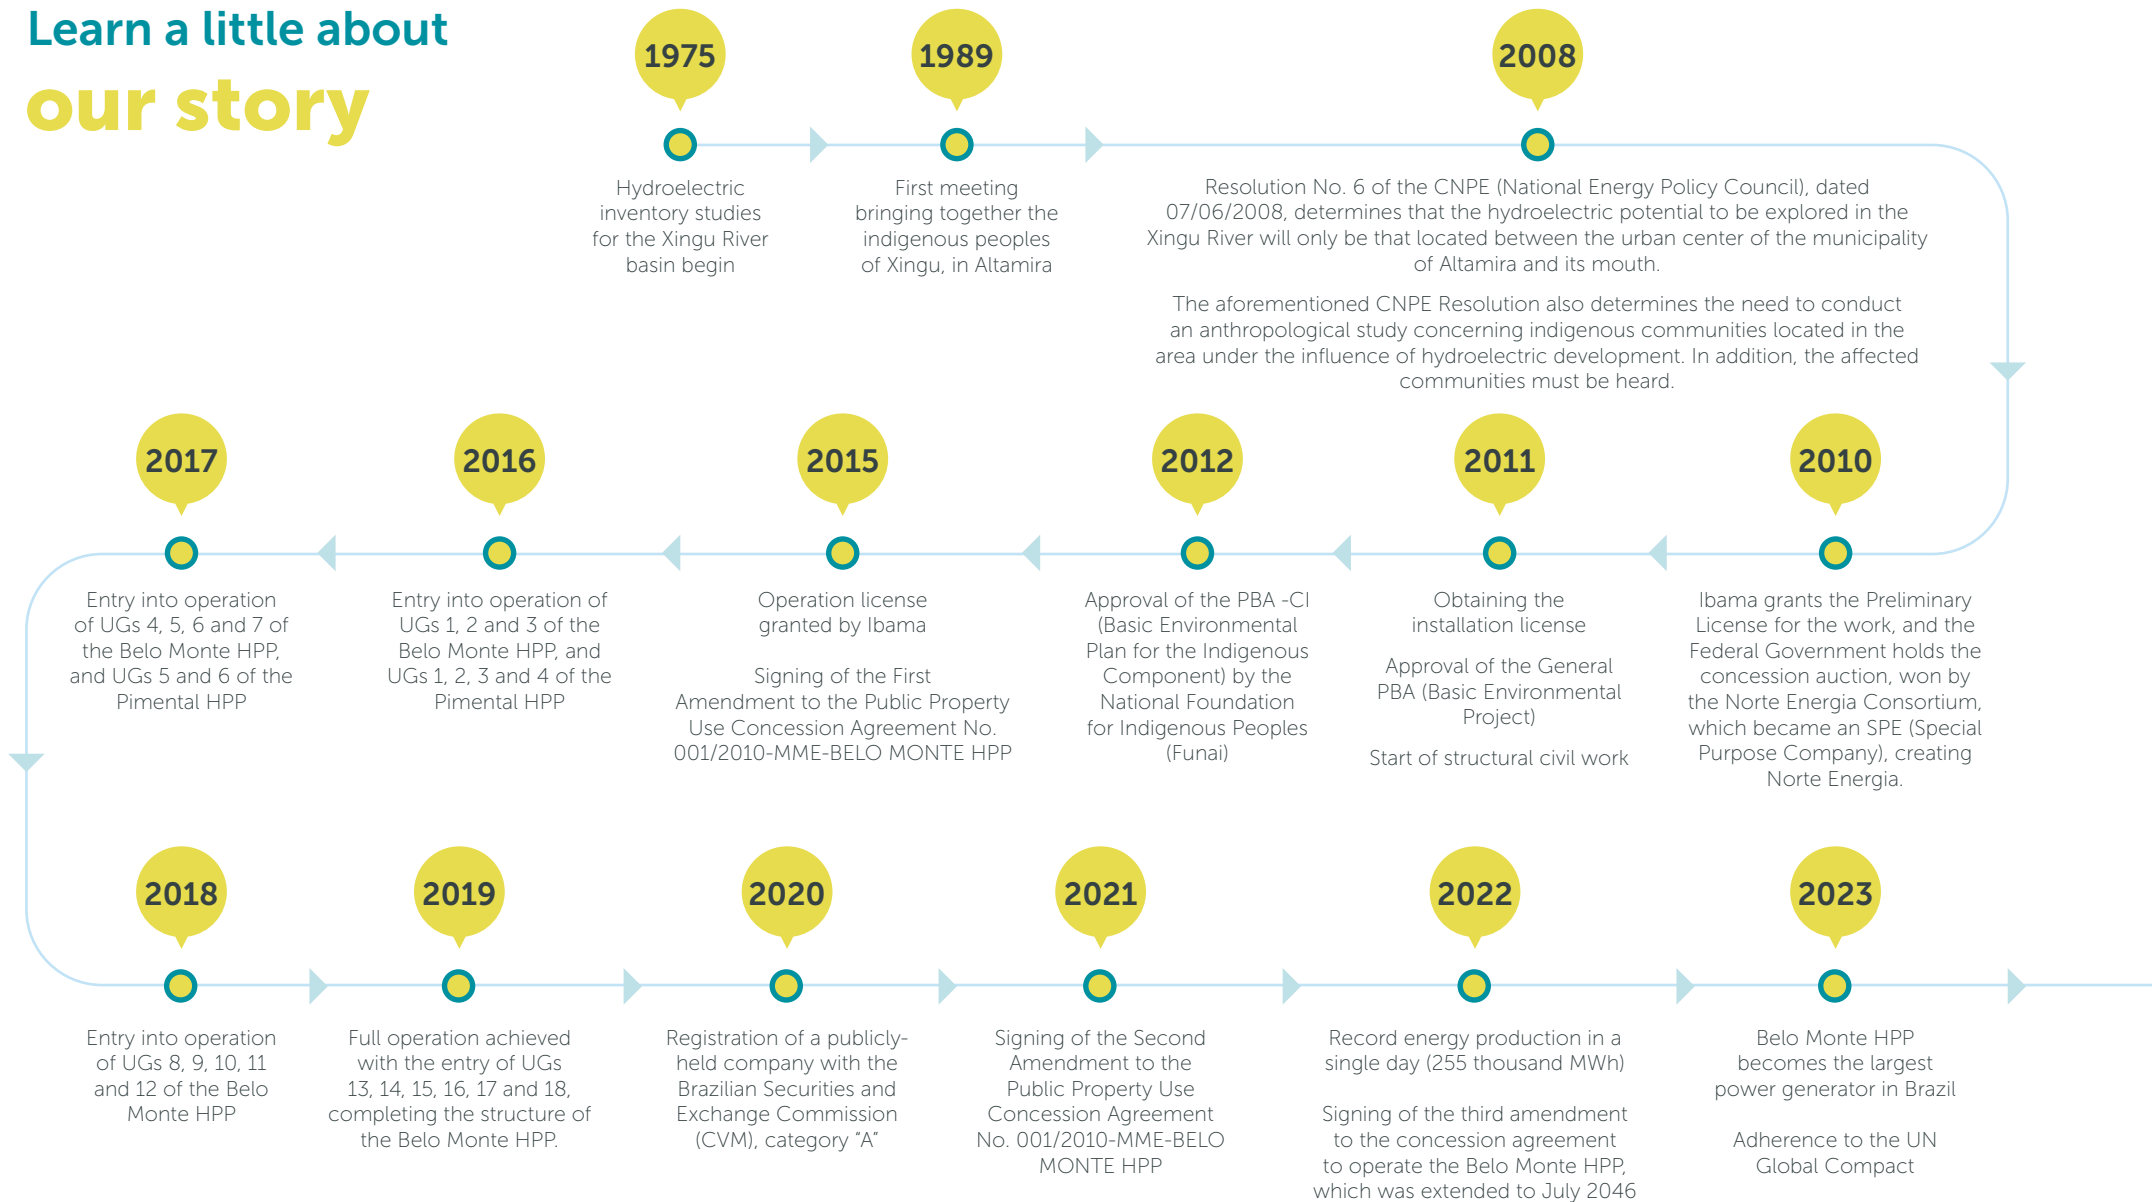 Learn a little about
our story
1975
Hydroelectric
inventory studies
for the Xingu River
basin begin
1989
First meeting
bringing together the
indigenous peoples
of Xingu, in Altamira
2008
Resolution No. 6 of the CNPE (National Energy Policy Council), dated
07/06/2008, determines that the hydroelectric potential to be explored in the
Xingu River will only be that located between the urban center of the municipality
of Altamira and its mouth.
The aforementioned CNPE Resolution also determines the need to conduct
an anthropological study concerning indigenous communities located in the
area under the influence of hydroelectric development. In addition, the affected
communities must be heard.
2010
Ibama grants the Preliminary
License for the work, and the
Federal Government holds the
concession auction, won by
the Norte Energia Consortium,
which became an SPE (Special
Purpose Company), creating
Norte Energia.
2011
Obtaining the
installation license
Approval of the General
PBA (Basic Environmental
Project)
Start of structural civil work
2012
Approval of the PBA -CI
(Basic Environmental
Plan for the Indigenous
Component) by the
National Foundation
for Indigenous Peoples
(Funai)
2015
Operation license
granted by Ibama
Signing of the First
Amendment to the Public Property
Use Concession Agreement No.
001/2010-MME-BELO MONTE HPP
2016
Entry into operation of
UGs 1, 2 and 3 of the
Belo Monte HPP, and
UGs 1, 2, 3 and 4 of the
Pimental HPP
2017
Entry into operation
of UGs 4, 5, 6 and 7 of
the Belo Monte HPP,
and UGs 5 and 6 of the
Pimental HPP
2018
Entry into operation
of UGs 8, 9, 10, 11
and 12 of the Belo
Monte HPP
2019
Full operation achieved
with the entry of UGs
13, 14, 15, 16, 17 and 18,
completing the structure of
the Belo Monte HPP.
2020
Registration of a publicly-
held company with the
Brazilian Securities and
Exchange Commission
(CVM), category “A”
2021
Signing of the Second
Amendment to the
Public Property Use
Concession Agreement
No. 001/2010-MME-BELO
MONTE HPP
2022
Record energy production in a
single day (255 thousand MWh)
Signing of the third amendment
to the concession agreement
to operate the Belo Monte HPP,
which was extended to July 2046
2023
Belo Monte HPP
becomes the largest
power generator in Brazil
Adherence to the UN
Global Compact